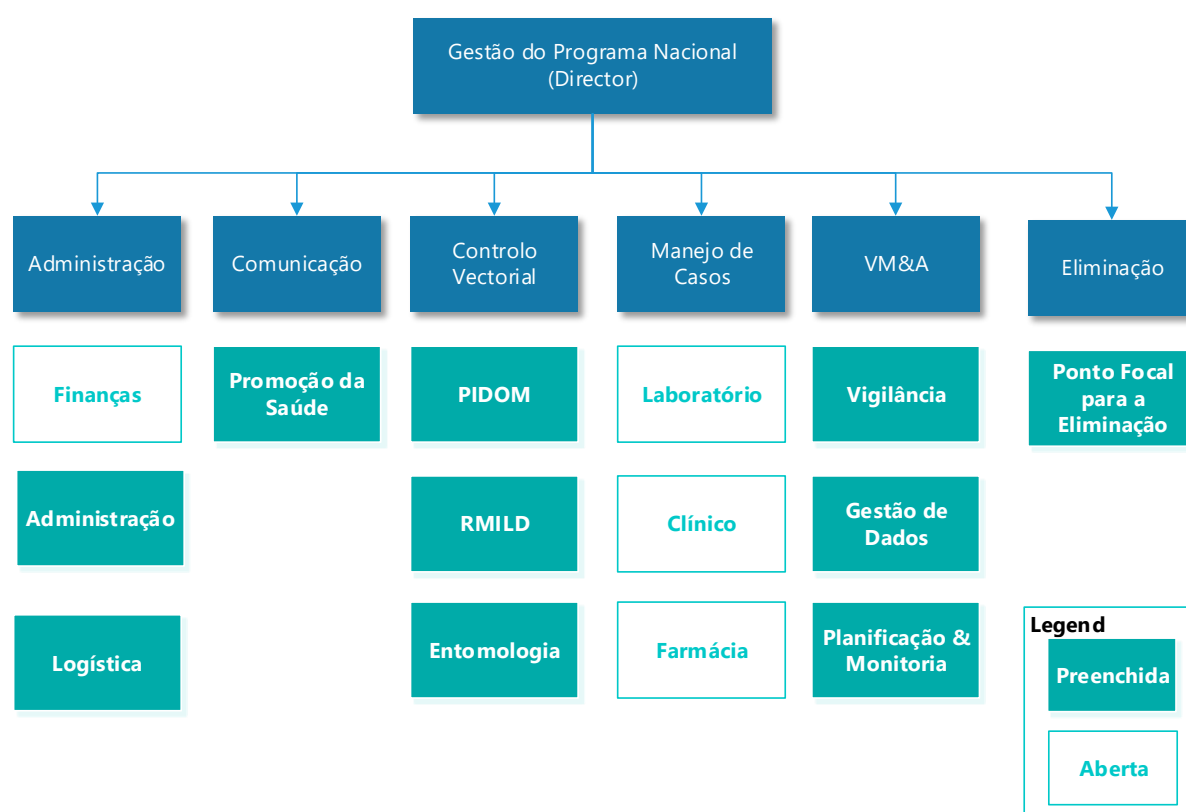 Gestão do Programa Nacional
(Director)
Administração
Comunicação
Controlo
Vectorial
Manejo de
Casos
VM&A
Eliminação
Finanças
Promoção da
Saúde
PIDOM
Laboratório
Vigilância
Ponto Focal
para a
Eliminação
Administração
RMILD
Clínico
Gestão de
Dados
Logística
Entomologia
Farmácia
Planificação &
Monitoria
Legend
Preenchida
Aberta